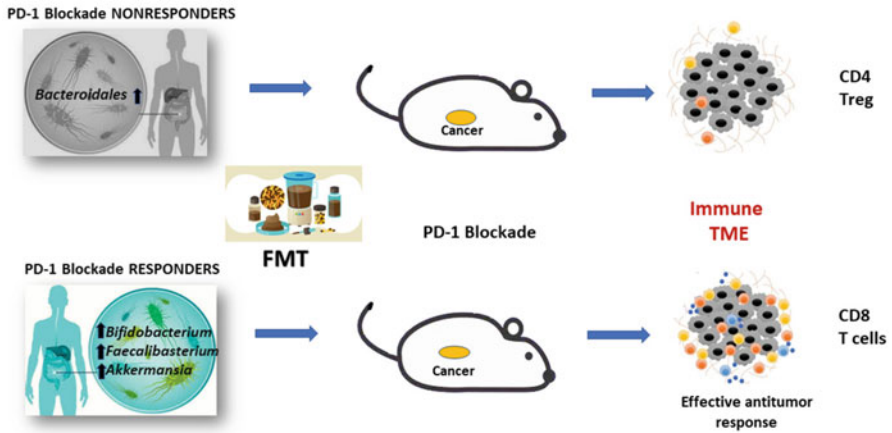 PD-1 Blockade NONRESPONDERS
Bacteroidales
Cancer
CD4
Treg
FMT
PD-1 Blockade
Immune
TME
PD-1 Blockade RESPONDERS
Bifidobacterium
Faecalibasterium
Akkermansia
Cancer
CD8
T cells
Effective antitumor
response